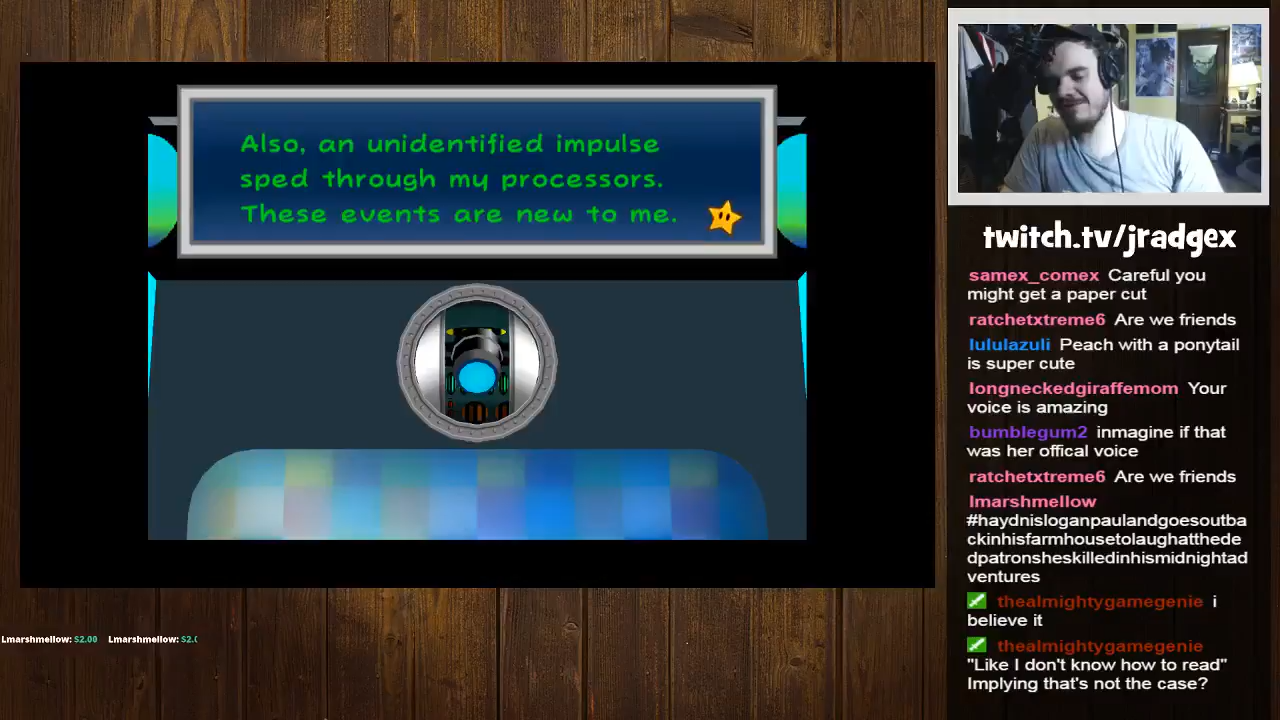 Also, an unidentified impulse
sped through my processors.
These events are new to me.
twitch.tv/jradgex
samex_comex Careful you
might get a paper cut
ratchetxtreme6 Are we friends
lululazuli Peach with a ponytail
is super cute
longneckedgiraffemom Your
voice is amazing
bumblegum2 inmagine if that
was her offical voice
ratchetxtreme6 Are we friends
lmarshmellow
#haydnisloganpaulandgoesoutba
ckinhisfarmhousetolaughatthede
dpatronsheskilledinhismidnightad
ventures
thealmightygamegenie i
believe it
thealmightygamegenie
"Like I don't know how to read"
Implying that's not the case?
Lmarshmellow: $2.00 Lmarshmellow: $2.0